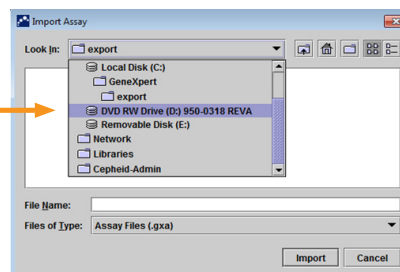 Import Assay
Look In: export
Local Disk (C:)
GeneXpert
export
DVD RW Drive (D:) 950-0318 REVA
Removable Disk (E:)
Network
Libraries
Cepheid-Admin
File Name:
Files of Type: Assay Files (.gxa)
Import Cancel